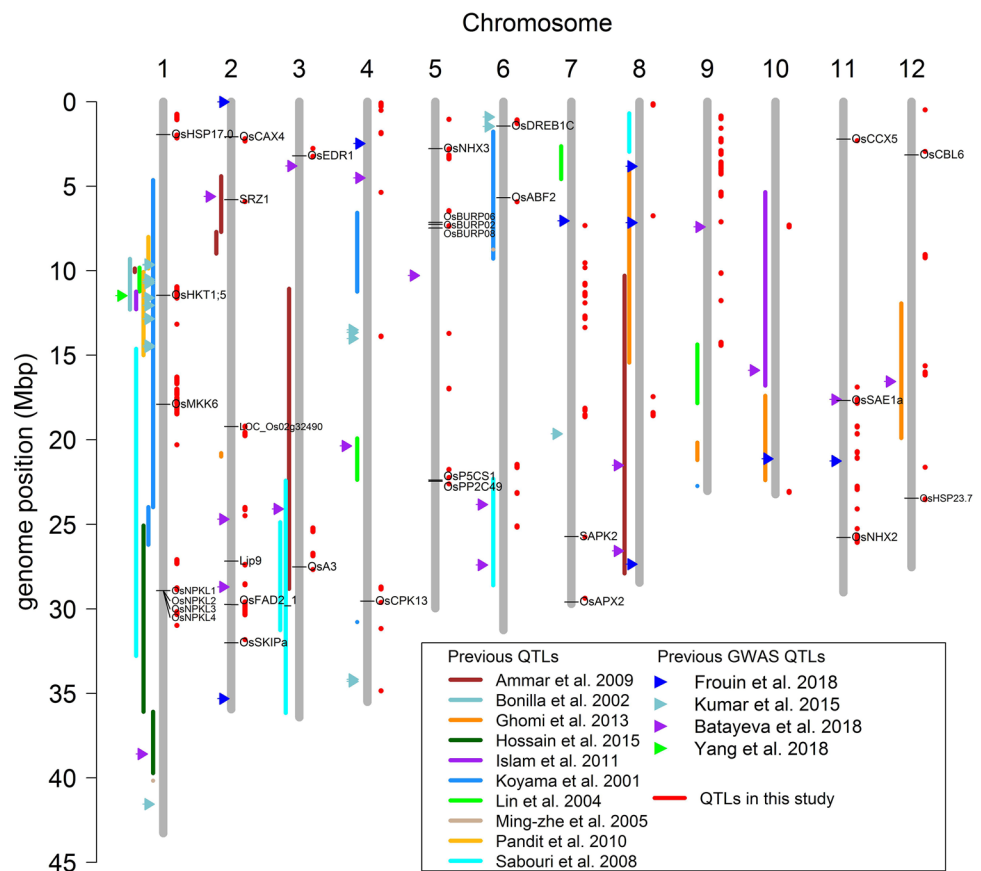 Chromosome
1 2 3 4 5 6 7 8 9 10 11 12
genome position (Mbp)
0
5
10
15
20
25
30
35
40
45
OsHSP17.0
OsHKT1;5
OsMKK6
OsNPKL1
OsNPKL2
OsNPKL3
OsNPKL4
OsCAX4
SRZ1
LOC_Os02g32490
Lip9
OsFAD2_1
OsSKIPa
OsEDR1
OsA3
OsCPK13
OsNHX3
OsBURP06
OsBURP02
OsBURP08
OsP5CS1
OsPP2C49
OsDREB1C
OsABF2
SAPK2
OsAPX2
OsCCX5
OsSAE1a
OsNHX2
OsCBL6
OsHSP23.7
Previous QTLs
Ammar et al. 2009
Bonilla et al. 2002
Ghomi et al. 2013
Hossain et al. 2015
Islam et al. 2011
Koyama et al. 2001
Lin et al. 2004
Ming-zhe et al. 2005
Pandit et al. 2010
Sabouri et al. 2008
Previous GWAS QTLs
Frouin et al. 2018
Kumar et al. 2015
Batayeva et al. 2018
Yang et al. 2018
QTLs in this study